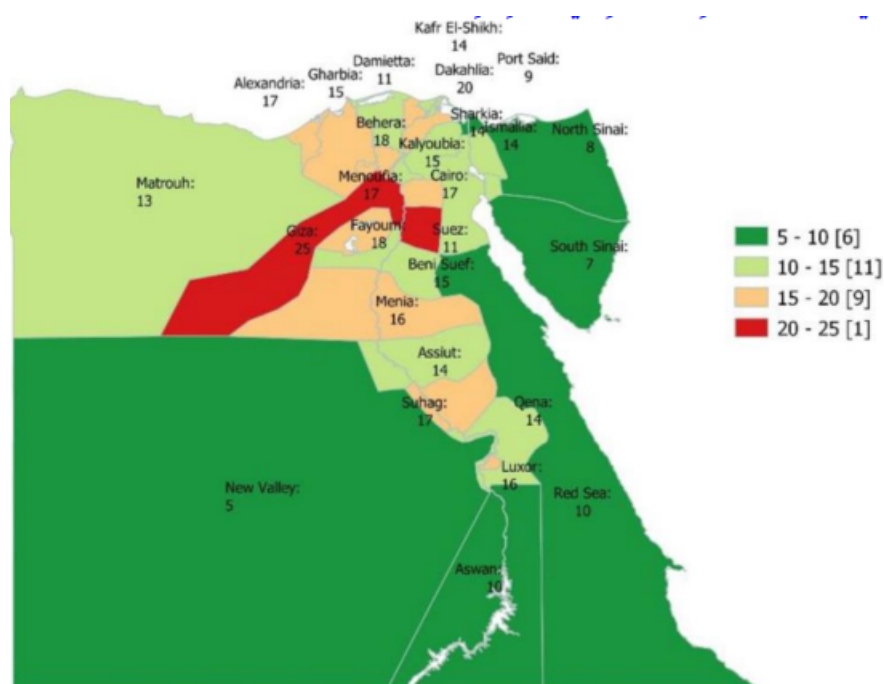 Kafr El-Shikh:
14
Damietta:
11
Port Said:
9
Gharbia:
15
Dakahlia:
20
Alexandria:
17
Sharkia:
14
Behera:
18
Ismailia:
14
North Sinai:
8
Kalyoubia:
15
Menoufia:
17
Cairo:
17
Matrouh:
13
Giza:
25
Fayoum:
18
Suez:
11
South Sinai:
7
Beni Suef:
15
Menia:
16
Assiut:
14
Suhag:
17
Qena:
14
Luxor:
16
New Valley:
5
Red Sea:
10
Aswan:
10
5 - 10 [6]
10 - 15 [11]
15 - 20 [9]
20 - 25 [1]